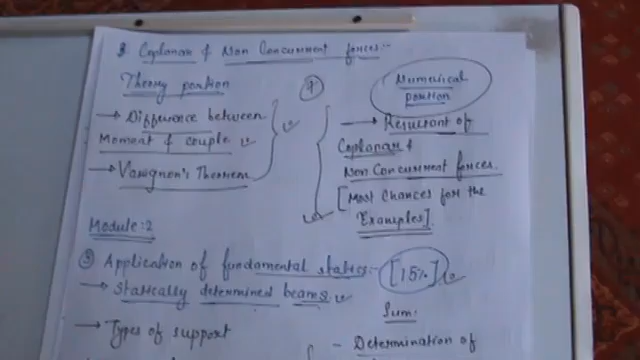 3 Coplanar & Non Concurrent forces:-
Theory portion
→ Difference between
Moment & couple
→ Varignon's Theorem
Numerical
portion
→ Resultant of
Coplanar &
Non Concurrent forces.
[Most Chances for the
Examples].
Module:2
③ Application of fundamental statics:- [15%]
→ Statically determined beams
→ Types of support
Sum:
- Determination of